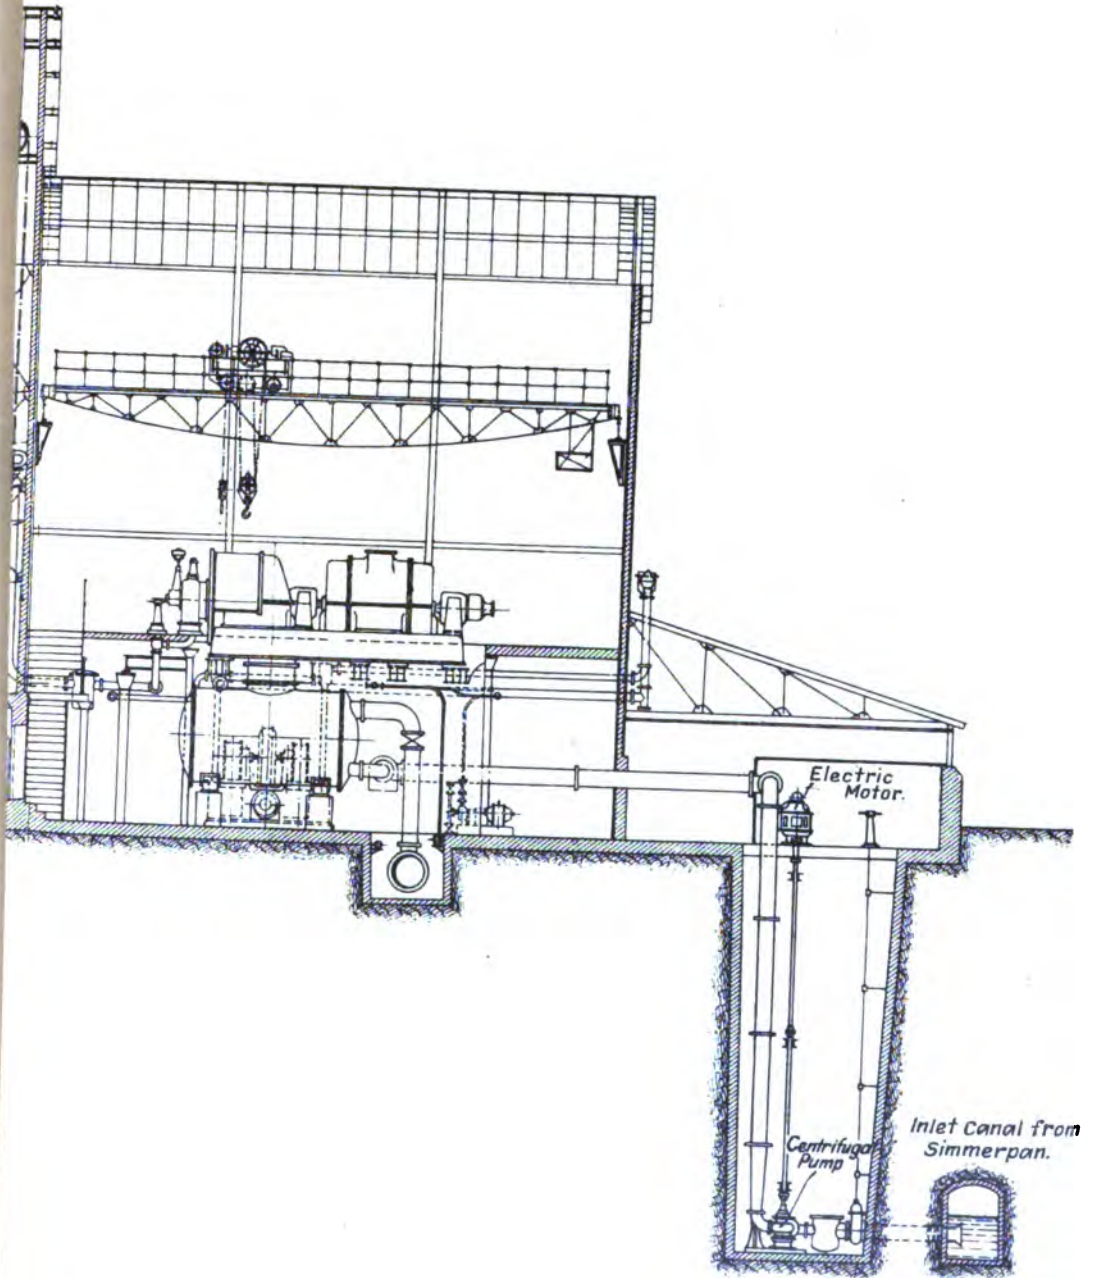 Electric
Motor.
Centrifugal
Pump
Inlet Canal from
Simmerpan.